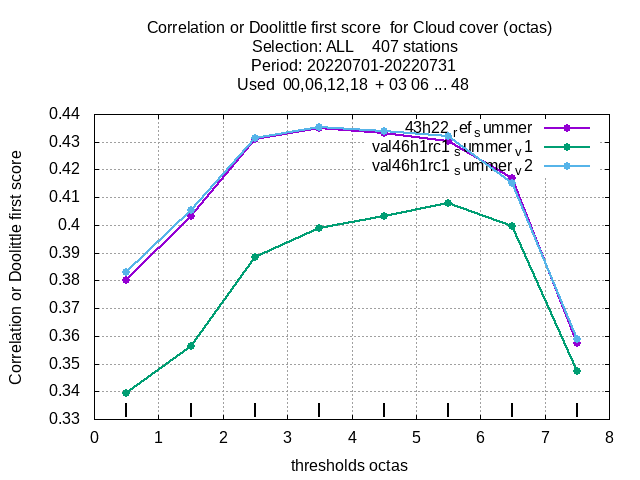 Correlation or Doolittle first score  for Cloud cover (octas)
Selection: ALL    407 stations
Period: 20220701-20220731
Used  00,06,12,18  + 03 06 ... 48
Correlation or Doolittle first score
0.44
0.43
0.42
0.41
0.4
0.39
0.38
0.37
0.36
0.35
0.34
0.33
43h22ref_summer
val46h1rc1summerv1
val46h1rc1summerv2
0 1 2 3 4 5 6 7 8
thresholds octas